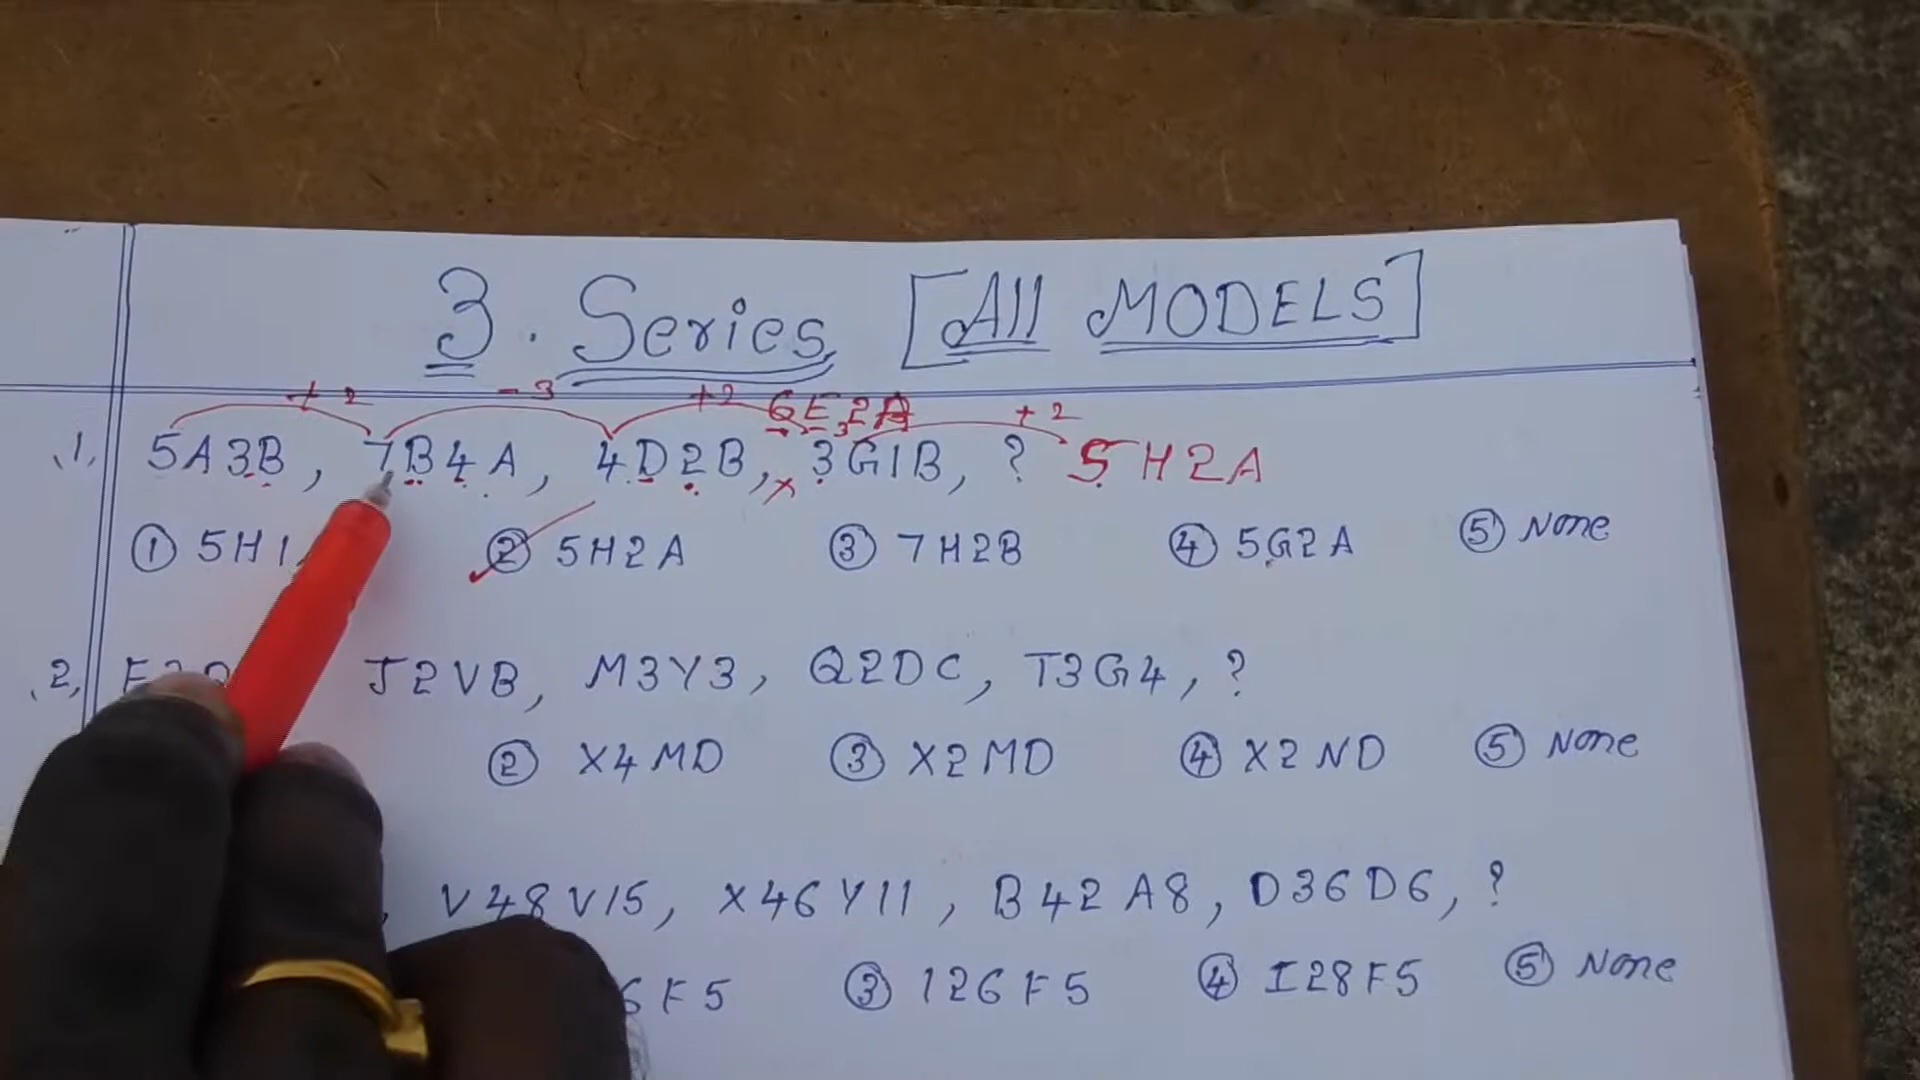 3. Series [All MODELS]
+2 -3 +2 6E2A +2
1, 5A3B, 7B4A, 4D2B, 3G1B, ? 5H2A
① 5H1 ② 5H2A ③ 7H2B ④ 5G2A ⑤ None
2, J2VB, M3Y3, Q2DC, T3G4, ?
② X4MD ③ X2MD ④ X2ND ⑤ None
V48V15, X46Y11, B42A8, D36D6, ?
6F5 ③ I26F5 ④ I28F5 ⑤ None